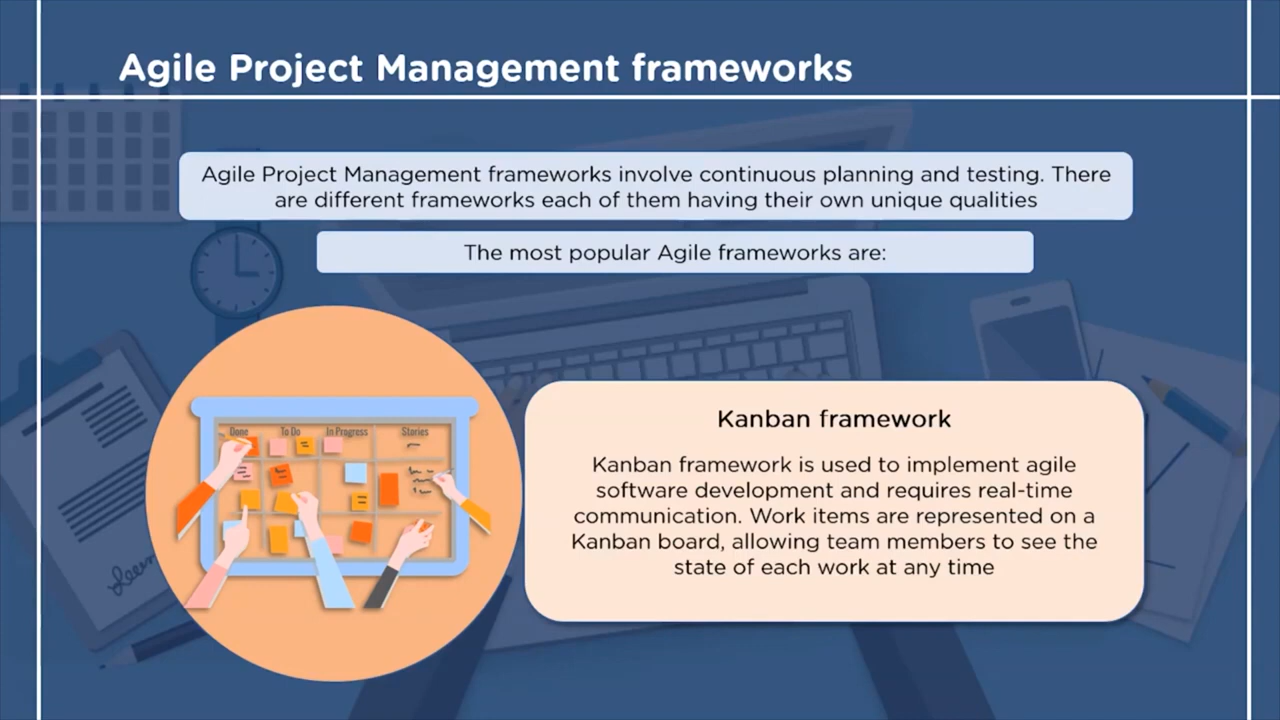 Agile Project Management frameworks
Agile Project Management frameworks involve continuous planning and testing. There
are different frameworks each of them having their own unique qualities
The most popular Agile frameworks are:
Done To Do In Progress Stories
Kanban framework
Kanban framework is used to implement agile
software development and requires real-time
communication. Work items are represented on a
Kanban board, allowing team members to see the
state of each work at any time